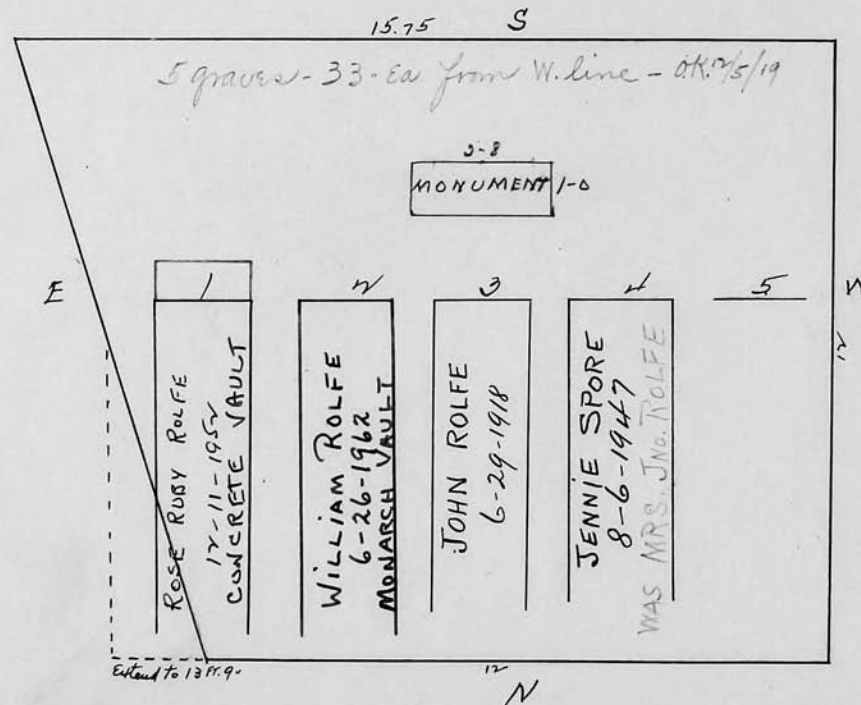 15.75 S
5 graves - 33 - Ea from W. line - O.K. 12/5/19
2-8
MONUMENT 1-0
E
1
2
3
4
5
W
12
ROSE RUBY ROLFE
12-11-1952
CONCRETE VAULT
WILLIAM ROLFE
6-26-1962
MONARCH VAULT
JOHN ROLFE
6-29-1918
JENNIE SPORE
8-6-1947
WAS MRS. JNO. ROLFE
Extend to 13 FT. 9-
12
N